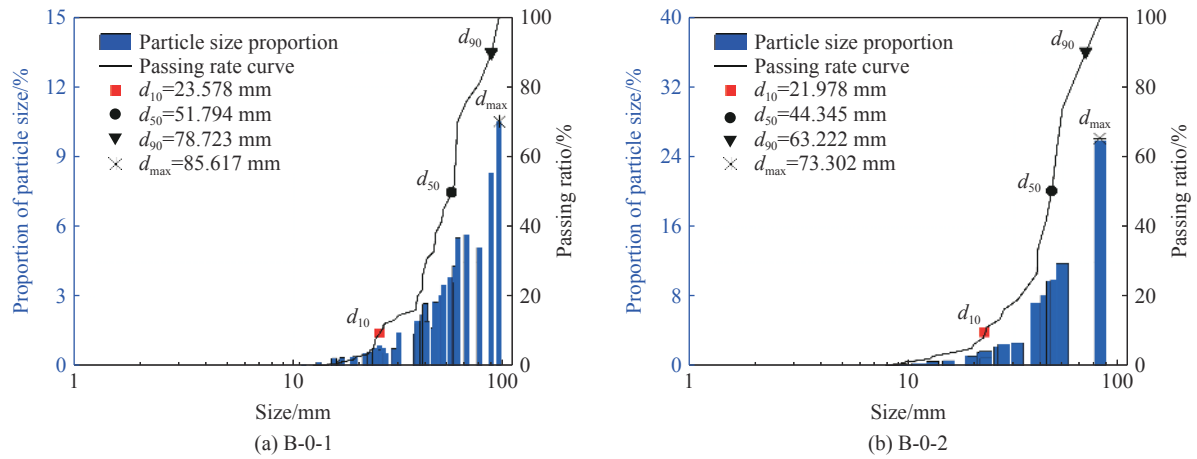 15
12
9
6
3
0
Proportion of particle size/%
Particle size proportion
Passing rate curve
d10=23.578 mm
d50=51.794 mm
d90=78.723 mm
dmax=85.617 mm
d90
dmax
d50
d10
100
80
60
40
20
0
Passing ratio/%
1
10
100
Size/mm
(a) B-0-1
40
32
24
16
8
0
Proportion of particle size/%
Particle size proportion
Passing rate curve
d10=21.978 mm
d50=44.345 mm
d90=63.222 mm
dmax=73.302 mm
d90
dmax
d50
d10
100
80
60
40
20
0
Passing ratio/%
1
10
100
Size/mm
(b) B-0-2